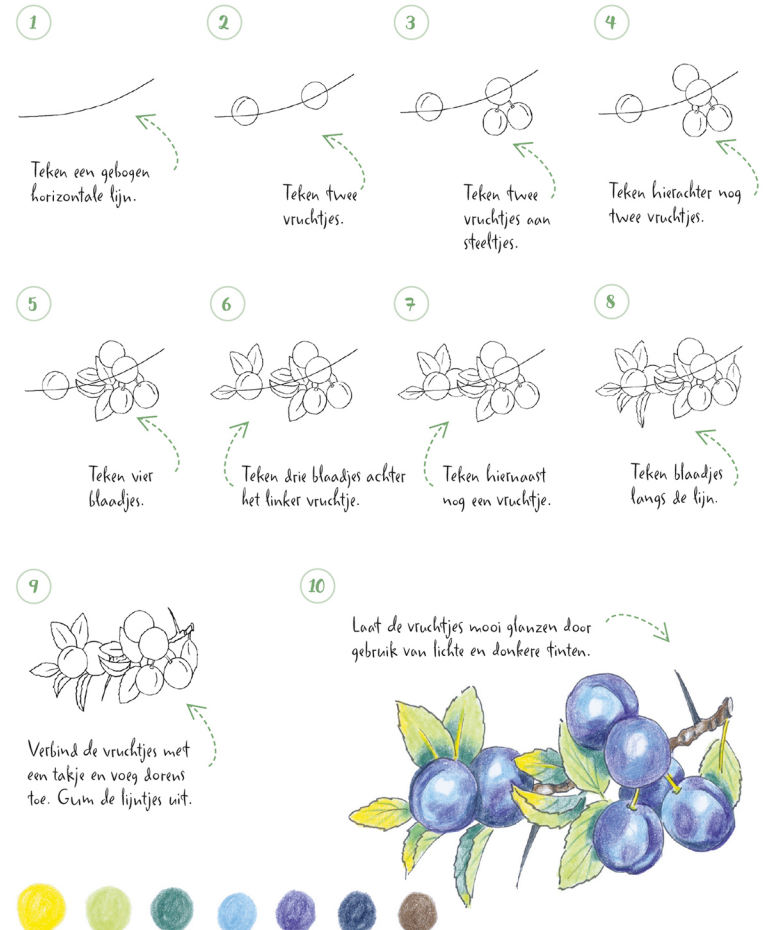 1
Teken een gebogen
horizontale lijn.
2
Teken twee
vruchtjes.
3
Teken twee
vruchtjes aan
steeltjes.
4
Teken hierachter nog
twee vruchtjes.
5
Teken vier
blaadjes.
6
Teken drie blaadjes achter
het linker vruchtje.
7
Teken hiernaast
nog een vruchtje.
8
Teken blaadjes
langs de lijn.
9
Verbind de vruchtjes met
een takje en voeg dorens
toe. Gum de lijntjes uit.
10
Laat de vruchtjes mooi glanzen door
gebruik van lichte en donkere tinten.